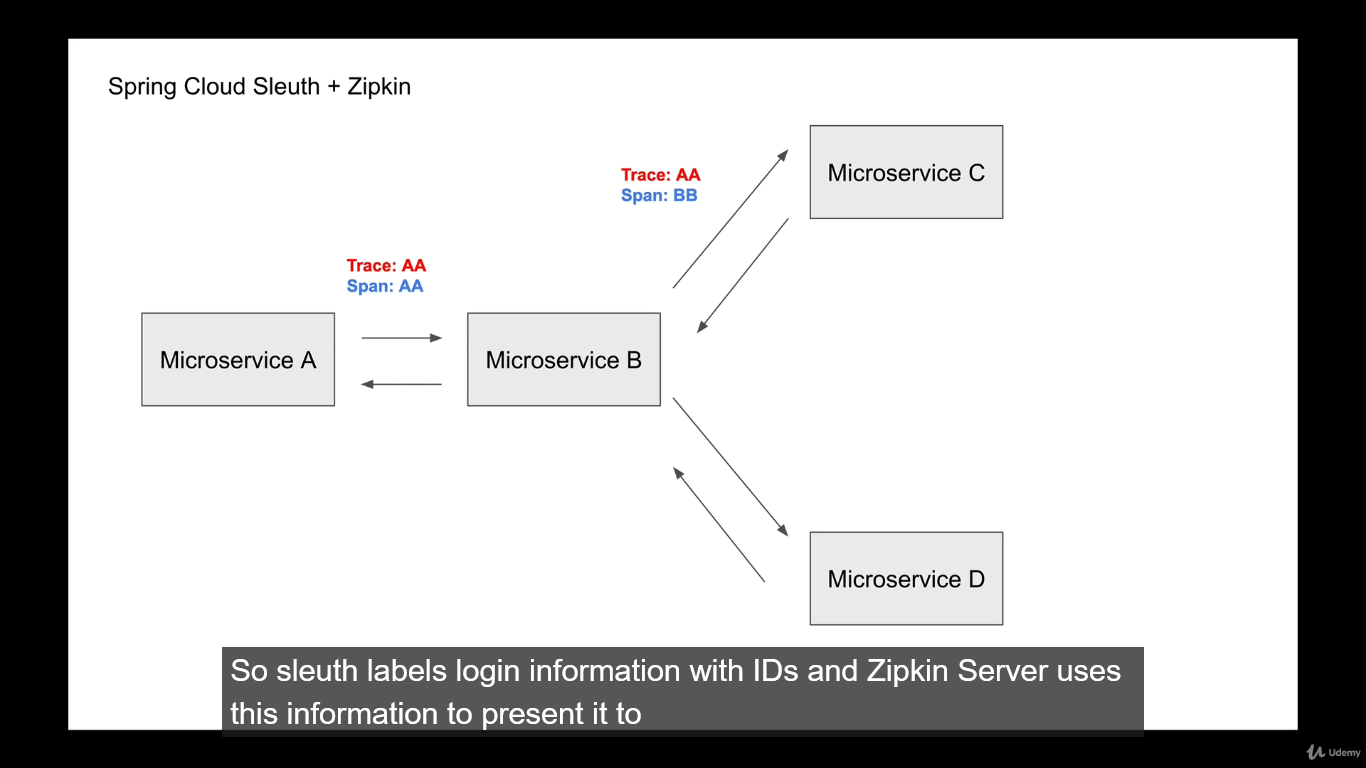 Spring Cloud Sleuth + Zipkin
Microservice C
Trace: AA
Span: BB
Trace: AA
Span: AA
Microservice A
Microservice B
Microservice D
So sleuth labels login information with IDs and Zipkin Server uses
this information to present it to
Udemy